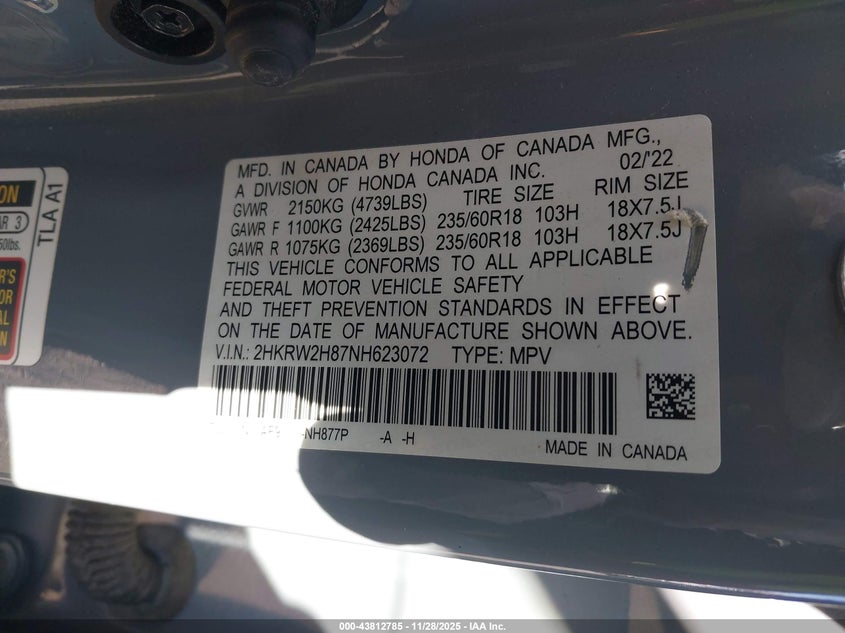 MFD. IN CANADA BY HONDA OF CANADA MFG.,
A DIVISION OF HONDA CANADA INC. 02/'22
GVWR 2150KG (4739LBS) TIRE SIZE RIM SIZE
GAWR F 1100KG (2425LBS) 235/60R18 103H 18X7.5J
GAWR R 1075KG (2369LBS) 235/60R18 103H 18X7.5J
THIS VEHICLE CONFORMS TO ALL APPLICABLE
FEDERAL MOTOR VEHICLE SAFETY
AND THEFT PREVENTION STANDARDS IN EFFECT
ON THE DATE OF MANUFACTURE SHOWN ABOVE.
V.I.N.: 2HKRW2H87NH623072 TYPE: MPV
-NH877P -A -H
MADE IN CANADA
TLA A1
000-43812785 - 11/28/2025 - IAA Inc.